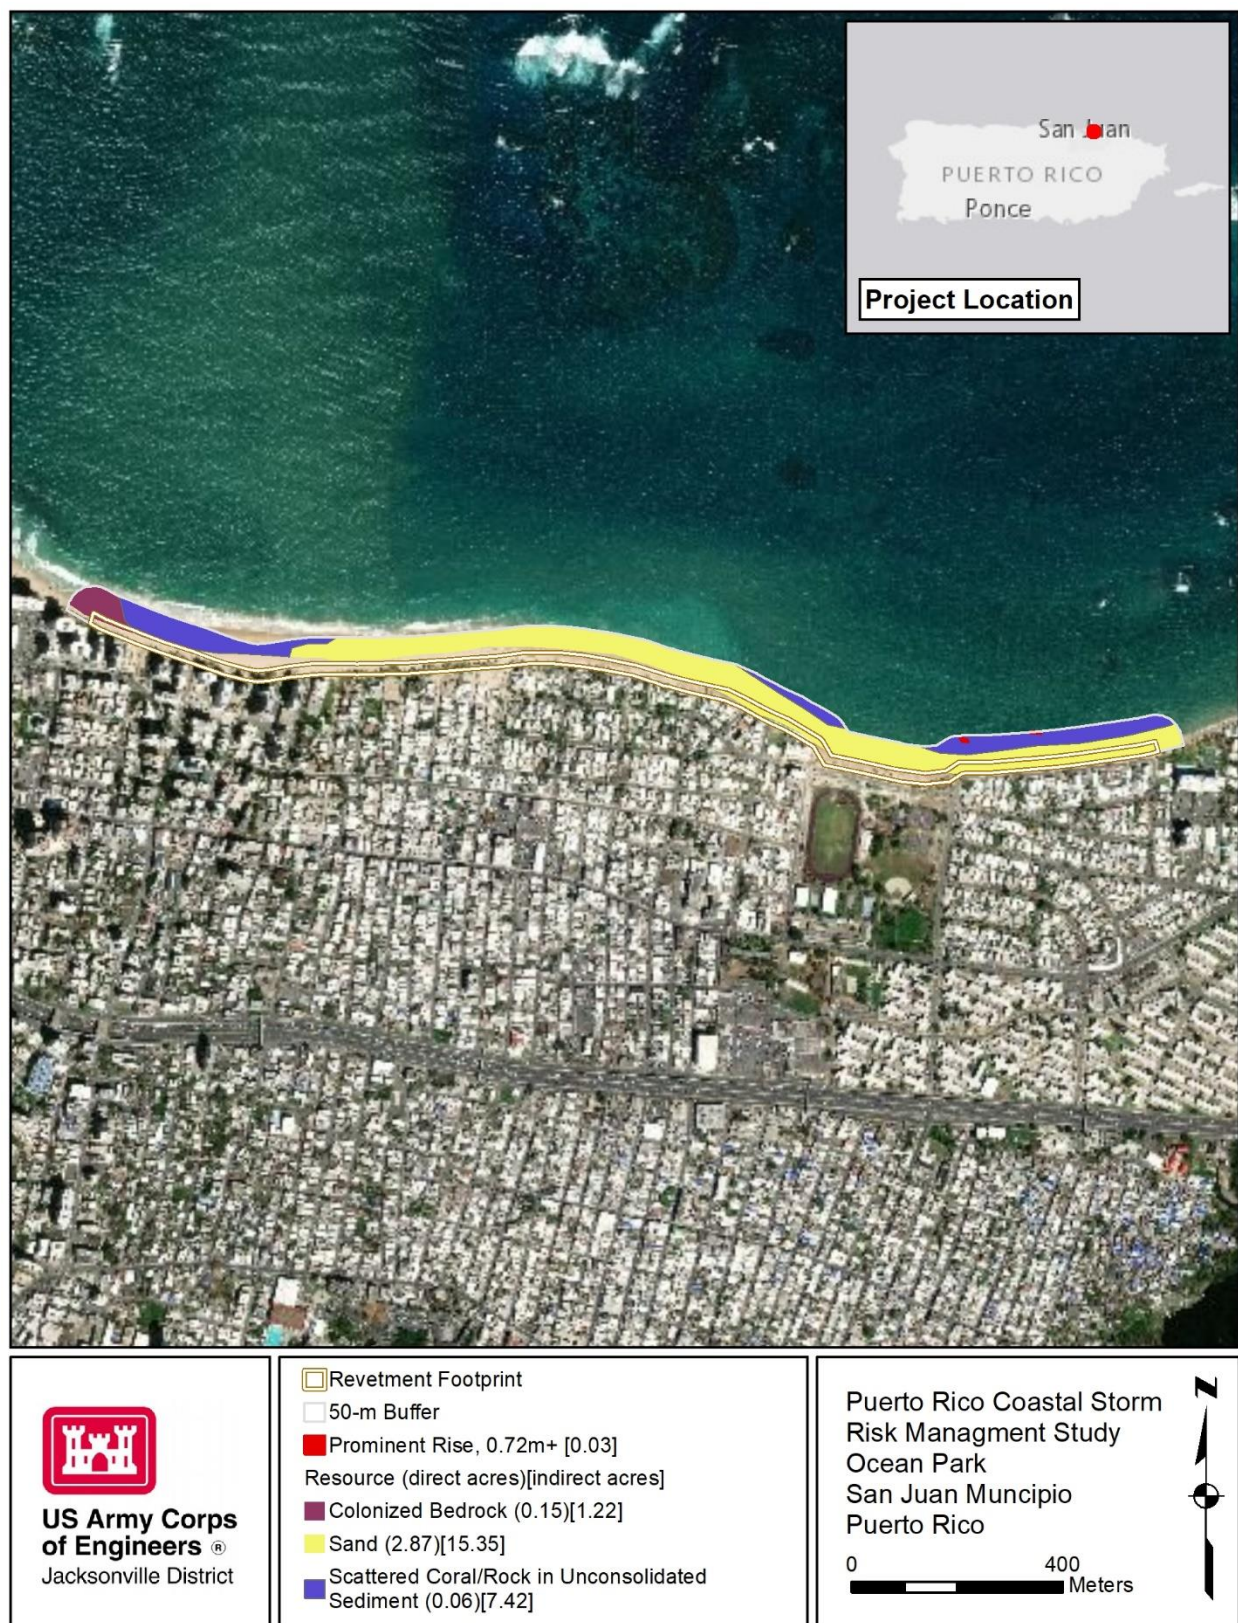 San Juan
PUERTO RICO
Ponce
Project Location
US Army Corps
of Engineers ®
Jacksonville District
Revetment Footprint
50-m Buffer
Prominent Rise, 0.72m+ [0.03]
Resource (direct acres)[indirect acres]
Colonized Bedrock (0.15)[1.22]
Sand (2.87)[15.35]
Scattered Coral/Rock in Unconsolidated
Sediment (0.06)[7.42]
Puerto Rico Coastal Storm
Risk Managment Study
Ocean Park
San Juan Muncipio
Puerto Rico
N
0 400
Meters